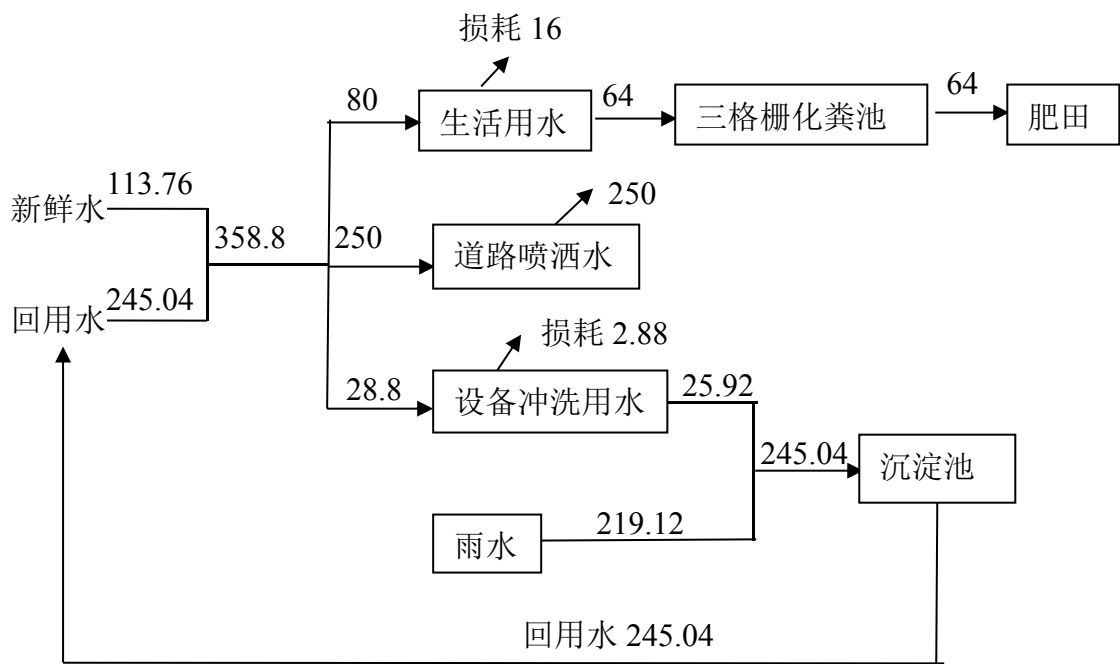 损耗 16
80
生活用水
64
三格栅化粪池
64
肥田
新鲜水
113.76
358.8
250
道路喷洒水
250
回用水
245.04
损耗 2.88
28.8
设备冲洗用水
25.92
245.04
沉淀池
雨水
219.12
回用水 245.04